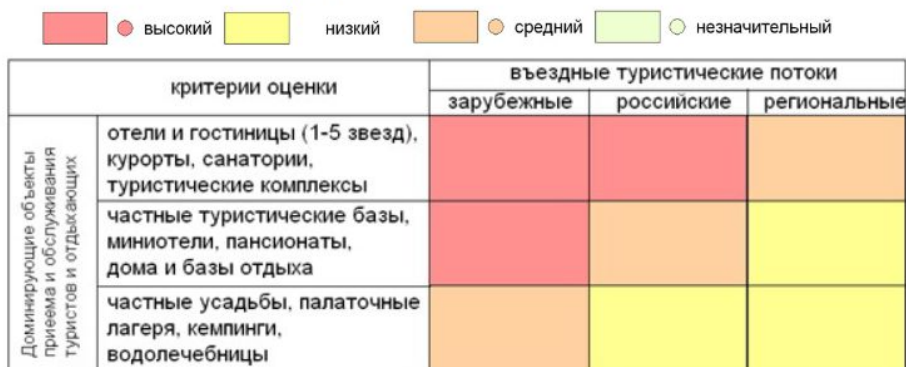 высокий низкий средний незначительный
критерии оценки
въездные туристические потоки
зарубежные российские региональные
Доминирующие объекты
приеема и обслуживания
туристов и отдыхающих
отели и гостиницы (1-5 звезд),
курорты, санатории,
туристические комплексы
частные туристические базы,
миниотели, пансионаты,
дома и базы отдыха
частные усадьбы, палаточные
лагеря, кемпинги,
водолечебницы